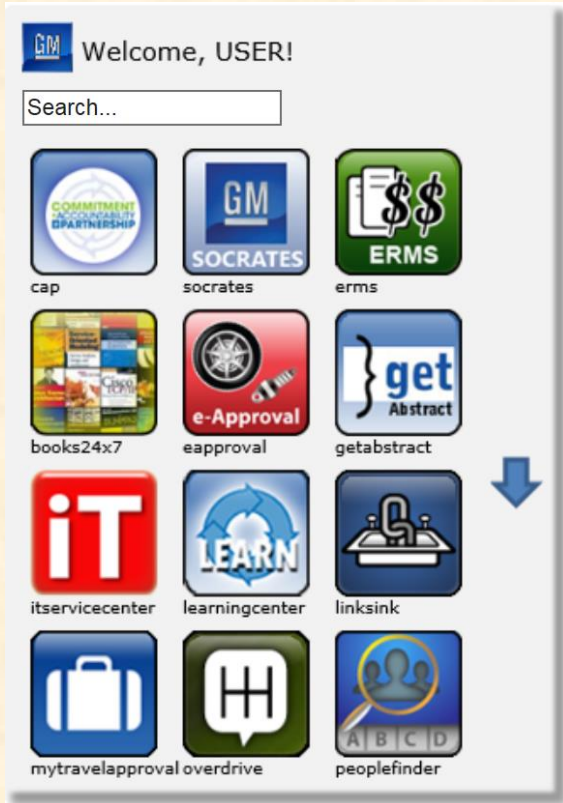 GM Welcome, USER!
Search...
COMMITMENT
ACCOUNTABILITY
PARTNERSHIP
GM
SOCRATES
$$
ERMS
cap socrates erms
Cisco
e-Approval
} get
Abstract
books24x7 eapproval getabstract
iT
LEARN
itservicecenter learningcenter linksink
A B C D
mytravelapproval overdrive peoplefinder